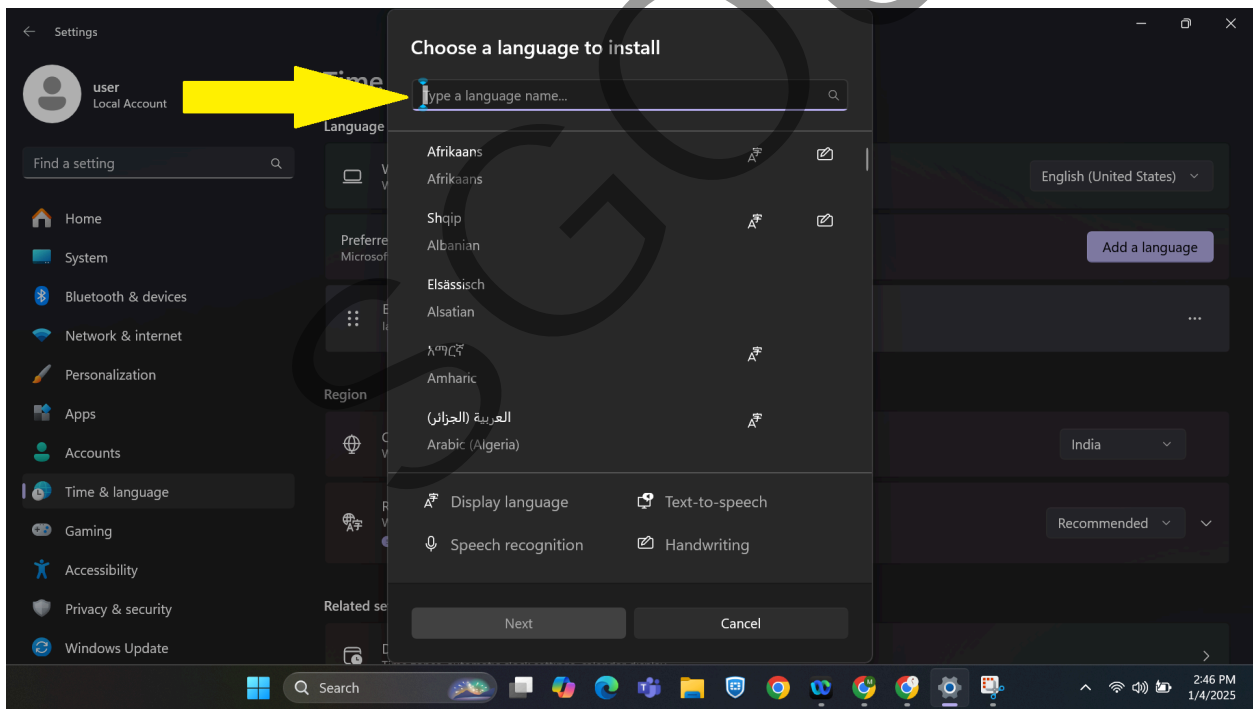 Settings
user
Local Account
Find a setting
Home
System
Bluetooth & devices
Network & internet
Personalization
Apps
Accounts
Time & language
Gaming
Accessibility
Privacy & security
Windows Update
Time
Language
English (United States)
Preferre
Microsof
Add a language
Region
India
Recommended
Related se
Choose a language to install
Type a language name...
Afrikaans
Afrikaans
Shqip
Albanian
Elsässisch
Alsatian
አማርኛ
Amharic
العربية (الجزائر)
Arabic (Algeria)
Display language
Text-to-speech
Speech recognition
Handwriting
Next
Cancel
Search
2:46 PM
1/4/2025